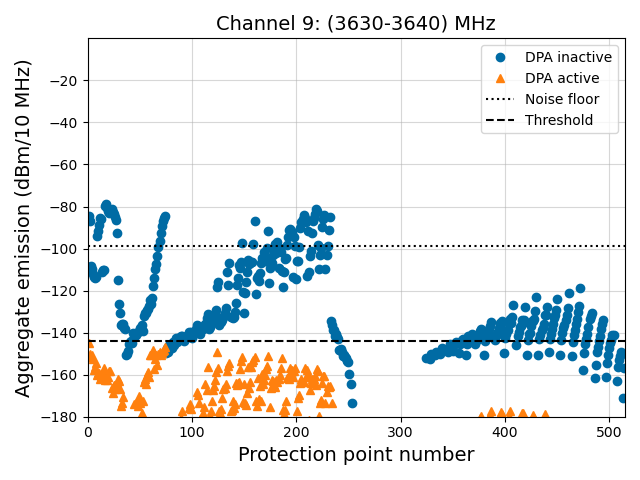 Channel 9: (3630-3640) MHz
Aggregate emission (dBm/10 MHz)
−20
−40
−60
−80
−100
−120
−140
−160
−180
DPA inactive
DPA active
Noise floor
Threshold
0
100
200
300
400
500
Protection point number